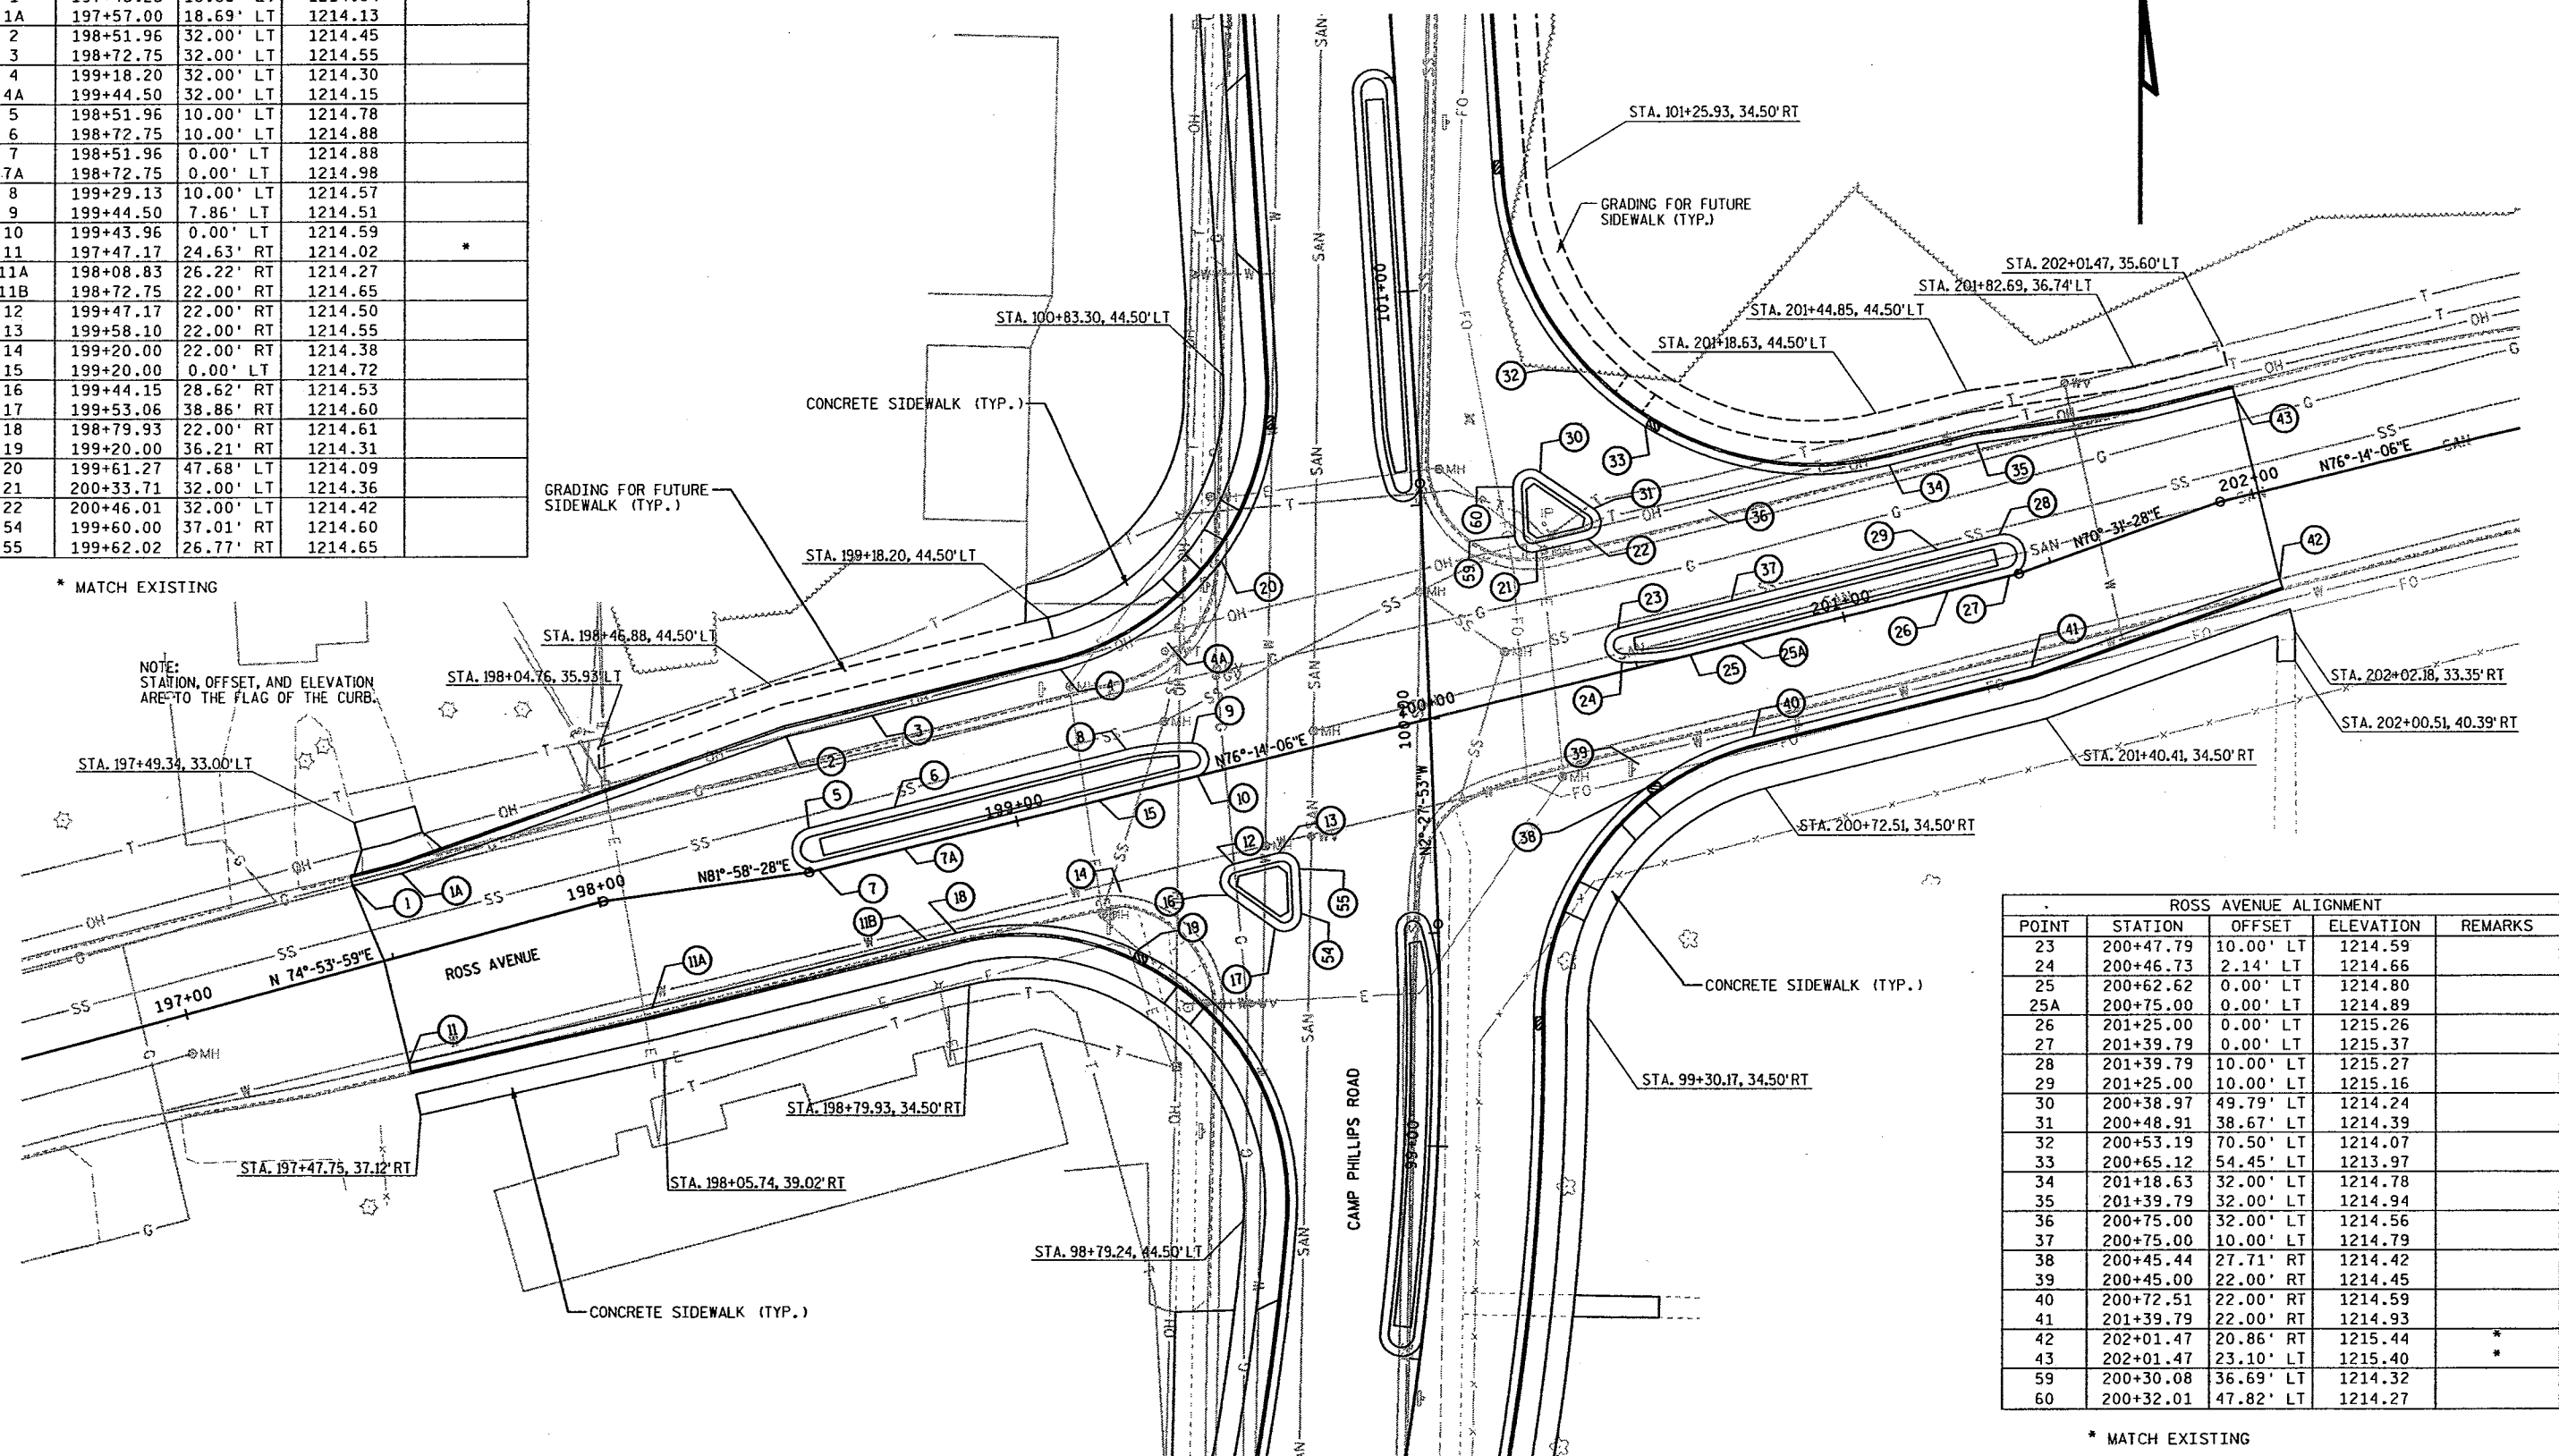 1A 197+57.00 18.69' LT 1214.13
2 198+51.96 32.00' LT 1214.45
3 198+72.75 32.00' LT 1214.55
4 199+18.20 32.00' LT 1214.30
4A 199+44.50 32.00' LT 1214.15
5 198+51.96 10.00' LT 1214.78
6 198+72.75 10.00' LT 1214.88
7 198+51.96 0.00' LT 1214.88
7A 198+72.75 0.00' LT 1214.98
8 199+29.13 10.00' LT 1214.57
9 199+44.50 7.86' LT 1214.51
10 199+43.96 0.00' LT 1214.59
11 197+47.17 24.63' RT 1214.02 *
11A 198+08.83 26.22' RT 1214.27
11B 198+72.75 22.00' RT 1214.65
12 199+47.17 22.00' RT 1214.50
13 199+58.10 22.00' RT 1214.55
14 199+20.00 22.00' RT 1214.38
15 199+20.00 0.00' LT 1214.72
16 199+44.15 28.62' RT 1214.53
17 199+53.06 38.86' RT 1214.60
18 198+79.93 22.00' RT 1214.61
19 199+20.00 36.21' RT 1214.31
20 199+61.27 47.68' LT 1214.09
21 200+33.71 32.00' LT 1214.36
22 200+46.01 32.00' LT 1214.42
54 199+60.00 37.01' RT 1214.60
55 199+62.02 26.77' RT 1214.65
* MATCH EXISTING
STA. 101+25.93, 34.50' RT
GRADING FOR FUTURE
SIDEWALK (TYP.)
STA. 202+01.47, 35.60' LT
STA. 201+82.69, 36.74' LT
STA. 201+44.85, 44.50' LT
STA. 201+18.63, 44.50' LT
STA. 100+83.30, 44.50' LT
101+00
CONCRETE SIDEWALK (TYP.)
GRADING FOR FUTURE
SIDEWALK (TYP.)
STA. 199+18.20, 44.50' LT
STA. 198+46.88, 44.50' LT
STA. 198+04.76, 35.93' LT
NOTE:
STATION, OFFSET, AND ELEVATION
ARE TO THE FLAG OF THE CURB.
STA. 197+49.34, 33.00' LT
N76°-14'-06"E
202+00
N70°-31'-28"E
201+00
200+00
100+00
N76°-14'-06"E
199+00
N81°-58'-28"E
198+00
N 74°-53'-59"E
197+00
ROSS AVENUE
N2°-27'-53"W
STA. 202+02.18, 33.35' RT
STA. 202+00.51, 40.39' RT
STA. 201+40.41, 34.50' RT
STA. 200+72.51, 34.50' RT
CONCRETE SIDEWALK (TYP.)
STA. 99+30.17, 34.50' RT
CAMP PHILLIPS ROAD
99+00
STA. 197+47.75, 37.12' RT
STA. 198+79.93, 34.50' RT
STA. 198+05.74, 39.02' RT
STA. 98+79.24, 44.50' LT
CONCRETE SIDEWALK (TYP.)
ROSS AVENUE ALIGNMENT
POINT STATION OFFSET ELEVATION REMARKS
23 200+47.79 10.00' LT 1214.59
24 200+46.73 2.14' LT 1214.66
25 200+62.62 0.00' LT 1214.80
25A 200+75.00 0.00' LT 1214.89
26 201+25.00 0.00' LT 1215.26
27 201+39.79 0.00' LT 1215.37
28 201+39.79 10.00' LT 1215.27
29 201+25.00 10.00' LT 1215.16
30 200+38.97 49.79' LT 1214.24
31 200+48.91 38.67' LT 1214.39
32 200+53.19 70.50' LT 1214.07
33 200+65.12 54.45' LT 1213.97
34 201+18.63 32.00' LT 1214.78
35 201+39.79 32.00' LT 1214.94
36 200+75.00 32.00' LT 1214.56
37 200+75.00 10.00' LT 1214.79
38 200+45.44 27.71' RT 1214.42
39 200+45.00 22.00' RT 1214.45
40 200+72.51 22.00' RT 1214.59
41 201+39.79 22.00' RT 1214.93
42 202+01.47 20.86' RT 1215.44 *
43 202+01.47 23.10' LT 1215.40 *
59 200+30.08 36.69' LT 1214.32
60 200+32.01 47.82' LT 1214.27
* MATCH EXISTING